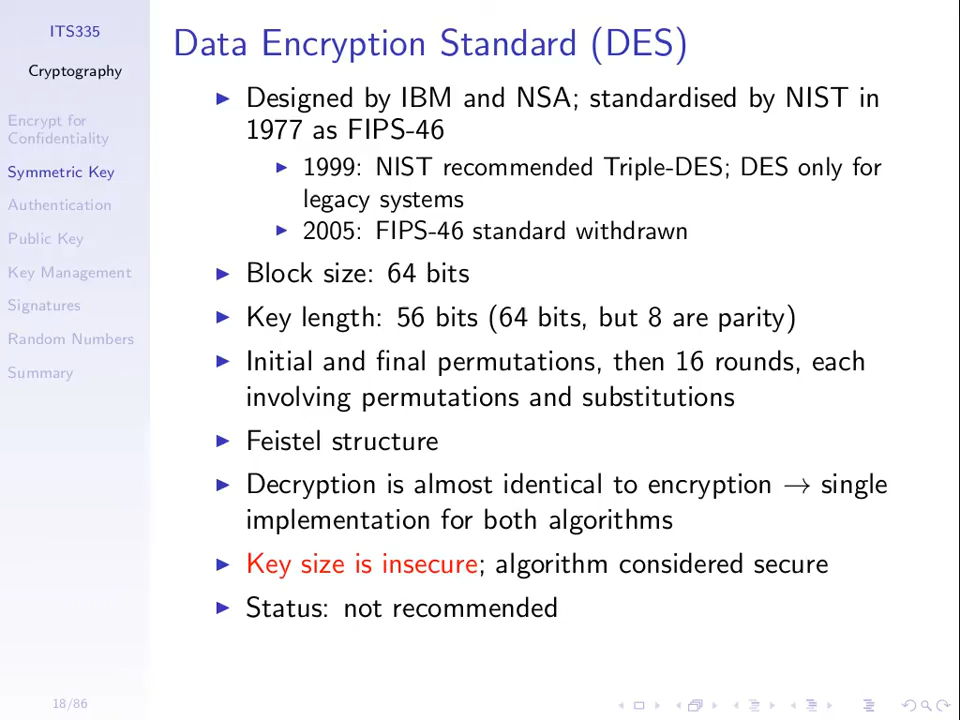 ITS335
Cryptography
Encrypt for
Confidentiality
Symmetric Key
Authentication
Public Key
Key Management
Signatures
Random Numbers
Summary
18/86
Data Encryption Standard (DES)
Designed by IBM and NSA; standardised by NIST in
1977 as FIPS-46
1999: NIST recommended Triple-DES; DES only for
legacy systems
2005: FIPS-46 standard withdrawn
Block size: 64 bits
Key length: 56 bits (64 bits, but 8 are parity)
Initial and final permutations, then 16 rounds, each
involving permutations and substitutions
Feistel structure
Decryption is almost identical to encryption → single
implementation for both algorithms
Key size is insecure; algorithm considered secure
Status: not recommended